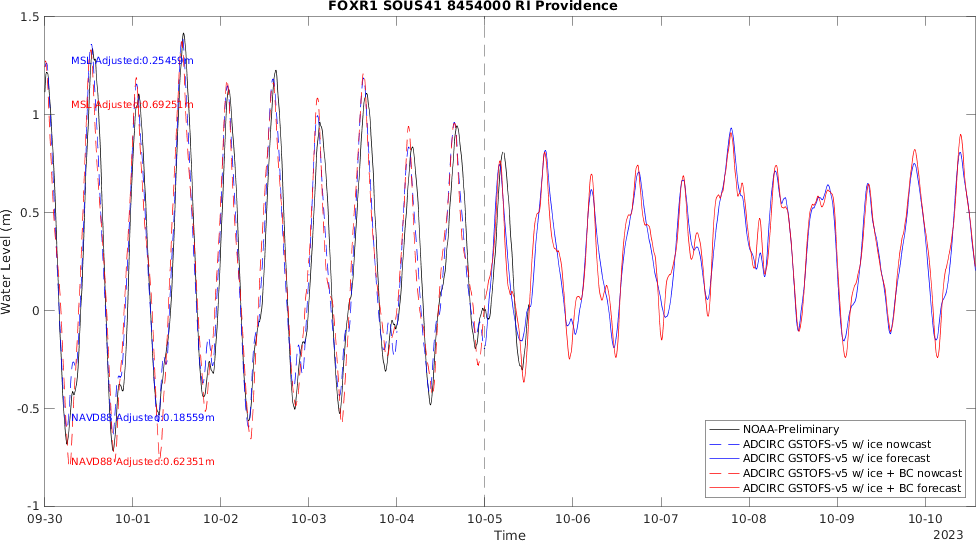 FOXR1 SOUS41 8454000 RI Providence
1.5
1
0.5
0
-0.5
-1
Water Level (m)
MSL Adjusted:0.25459m
MSL Adjusted:0.69251m
NAVD88 Adjusted:0.18559m
NAVD88 Adjusted:0.62351m
NOAA-Preliminary
ADCIRC GSTOFS-v5 w/ ice nowcast
ADCIRC GSTOFS-v5 w/ ice forecast
ADCIRC GSTOFS-v5 w/ ice + BC nowcast
ADCIRC GSTOFS-v5 w/ ice + BC forecast
09-30 10-01 10-02 10-03 10-04 10-05 10-06 10-07 10-08 10-09 10-10
Time
2023